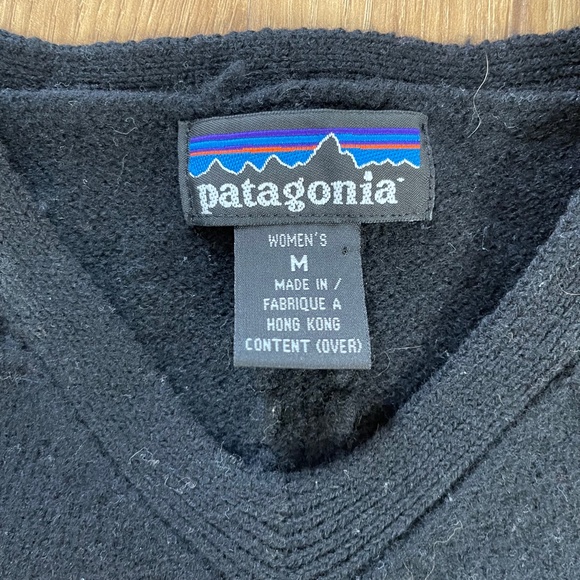 patagonia
WOMEN'S
M
MADE IN /
FABRIQUE A
HONG KONG
CONTENT (OVER)